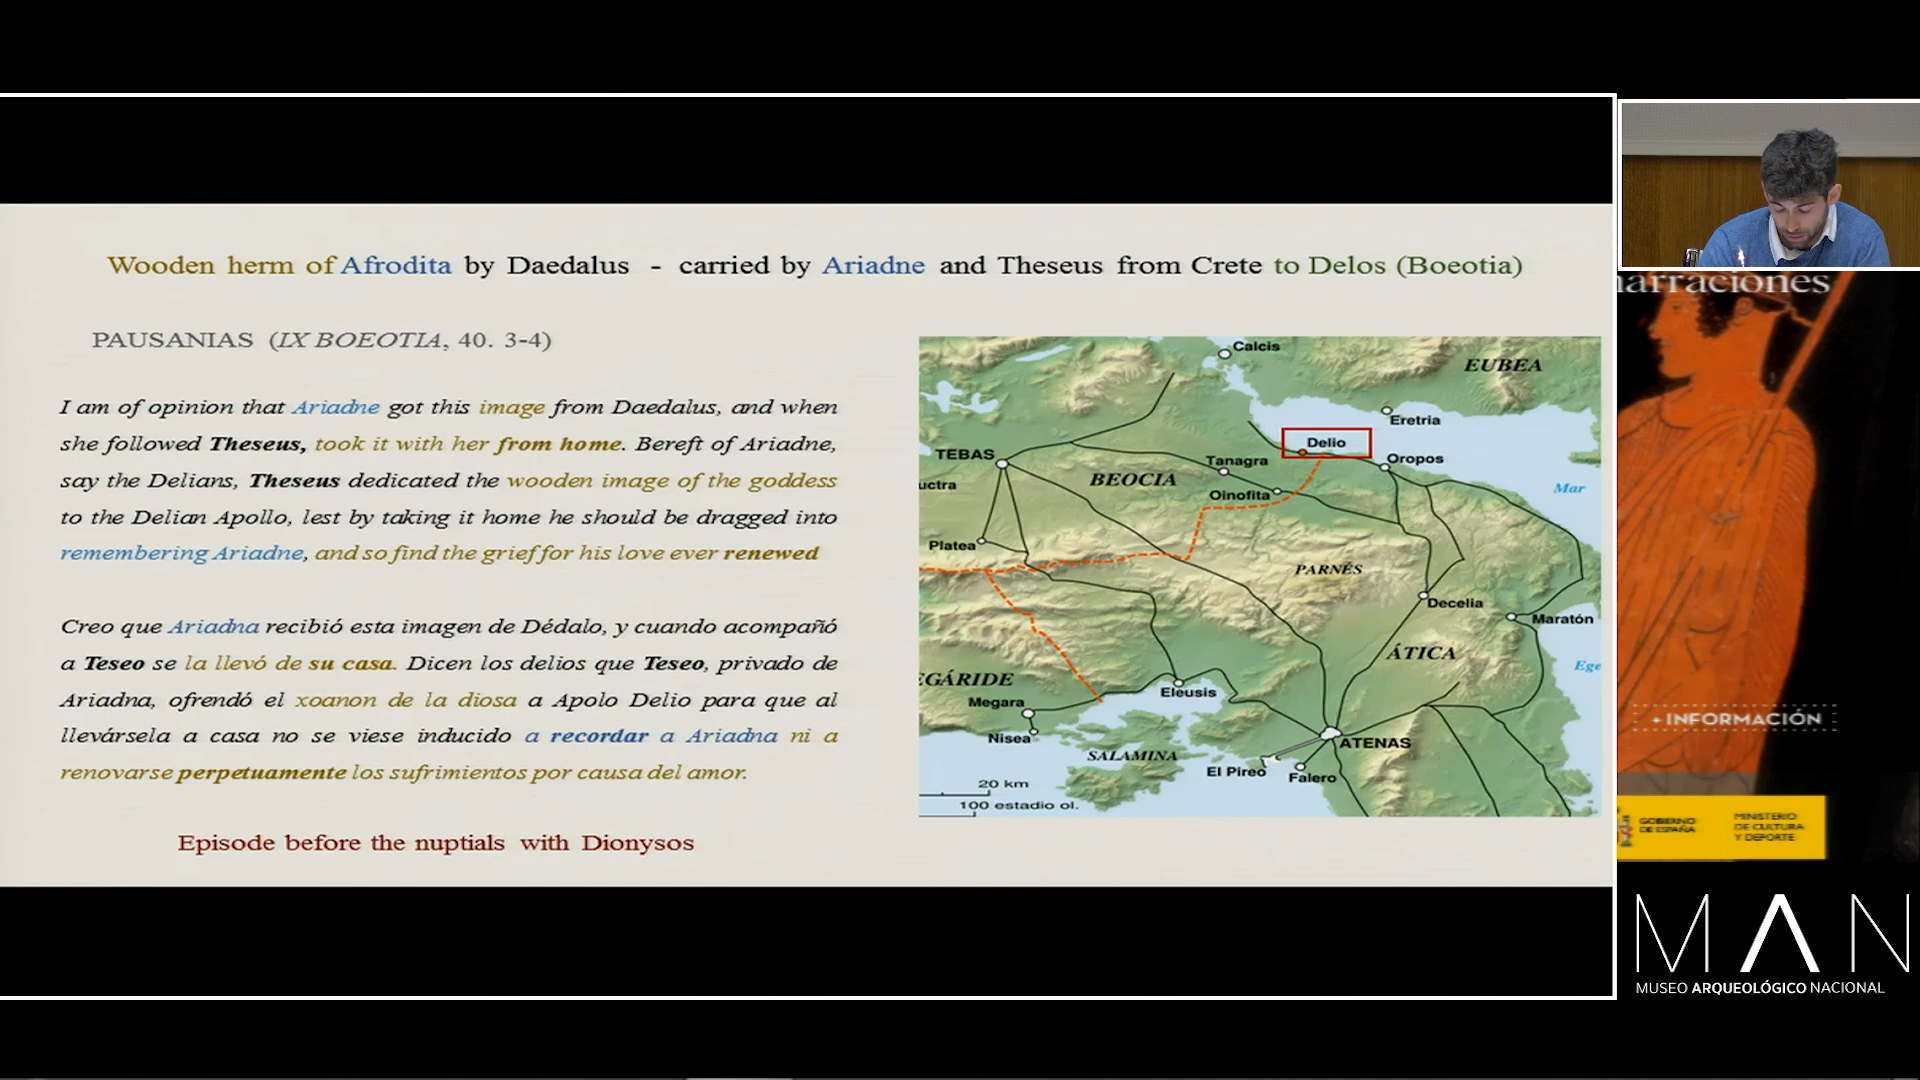 Wooden herm of Afrodita by Daedalus - carried by Ariadne and Theseus from Crete to Delos (Boeotia)
PAUSANIAS (IX BOEOTIA, 40. 3-4)
I am of opinion that Ariadne got this image from Daedalus, and when
she followed Theseus, took it with her from home. Bereft of Ariadne,
say the Delians, Theseus dedicated the wooden image of the goddess
to the Delian Apollo, lest by taking it home he should be dragged into
remembering Ariadne, and so find the grief for his love ever renewed
Creo que Ariadna recibió esta imagen de Dédalo, y cuando acompañó
a Teseo se la llevó de su casa. Dicen los delios que Teseo, privado de
Ariadna, ofrendó el xoanon de la diosa a Apolo Delio para que al
llevársela a casa no se viese inducido a recordar a Ariadna ni a
renovarse perpetuamente los sufrimientos por causa del amor.
Episode before the nuptials with Dionysos
Calcis
EUBEA
Eretria
Delio
TEBAS
Tanagra
Oropos
BEOCIA
uctra
Oinofita
Mar
Platea
PARNÉS
Decelia
Maratón
ÁTICA
Ege
EGÁRIDE
Eleusis
Megara
Nisea
ATENAS
SALAMINA
El Pireo
Falero
20 km
100 estadio ol.
narraciones
+ INFORMACIÓN
GOBIERNO
DE ESPAÑA
MINISTERIO
DE CULTURA
Y DEPORTE
MAN
MUSEO ARQUEOLÓGICO NACIONAL